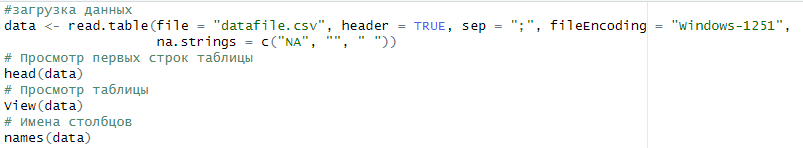 #загрузка данных
data <- read.table(file = "datafile.csv", header = TRUE, sep = ";", fileEncoding = "Windows-1251",
na.strings = c("NA", "", " "))
# Просмотр первых строк таблицы
head(data)
# Просмотр таблицы
View(data)
# Имена столбцов
names(data)